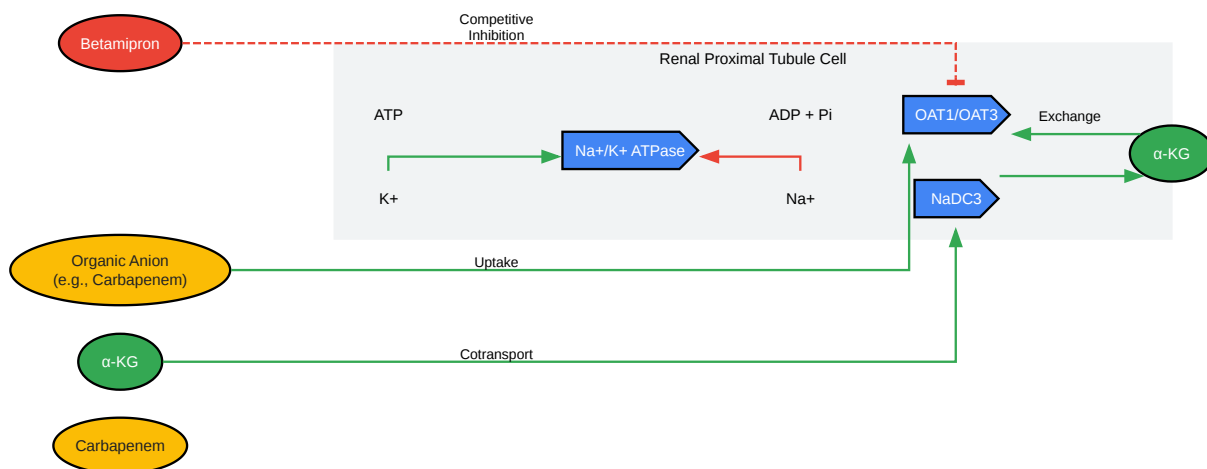 Competitive
Inhibition
Betamipron
Renal Proximal Tubule Cell
ATP
ADP + Pi
OAT1/OAT3
Exchange
Na+/K+ ATPase
α-KG
K+
Na+
NaDC3
Organic Anion
(e.g., Carbapenem)
Uptake
α-KG
Cotransport
Carbapenem